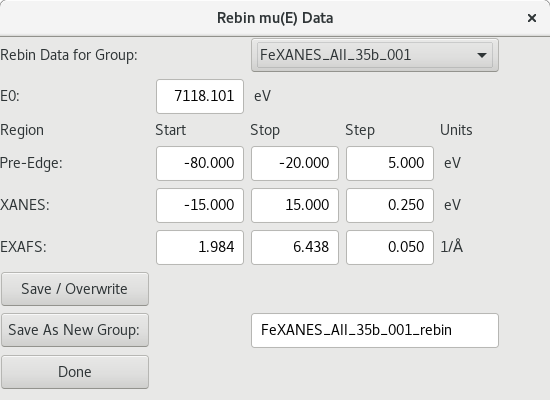 Rebin mu(E) Data
Rebin Data for Group: FeXANES_All_35b_001
E0: 7118.101 eV
Region Start Stop Step Units
Pre-Edge: -80.000 -20.000 5.000 eV
XANES: -15.000 15.000 0.250 eV
EXAFS: 1.984 6.438 0.050 1/Å
Save / Overwrite
Save As New Group: FeXANES_All_35b_001_rebin
Done